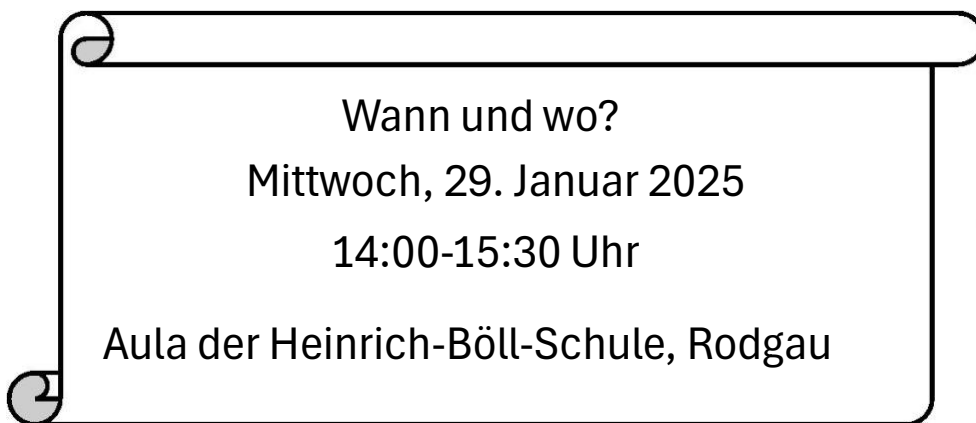 Wann und wo?
Mittwoch, 29. Januar 2025
14:00-15:30 Uhr
Aula der Heinrich-Böll-Schule, Rodgau